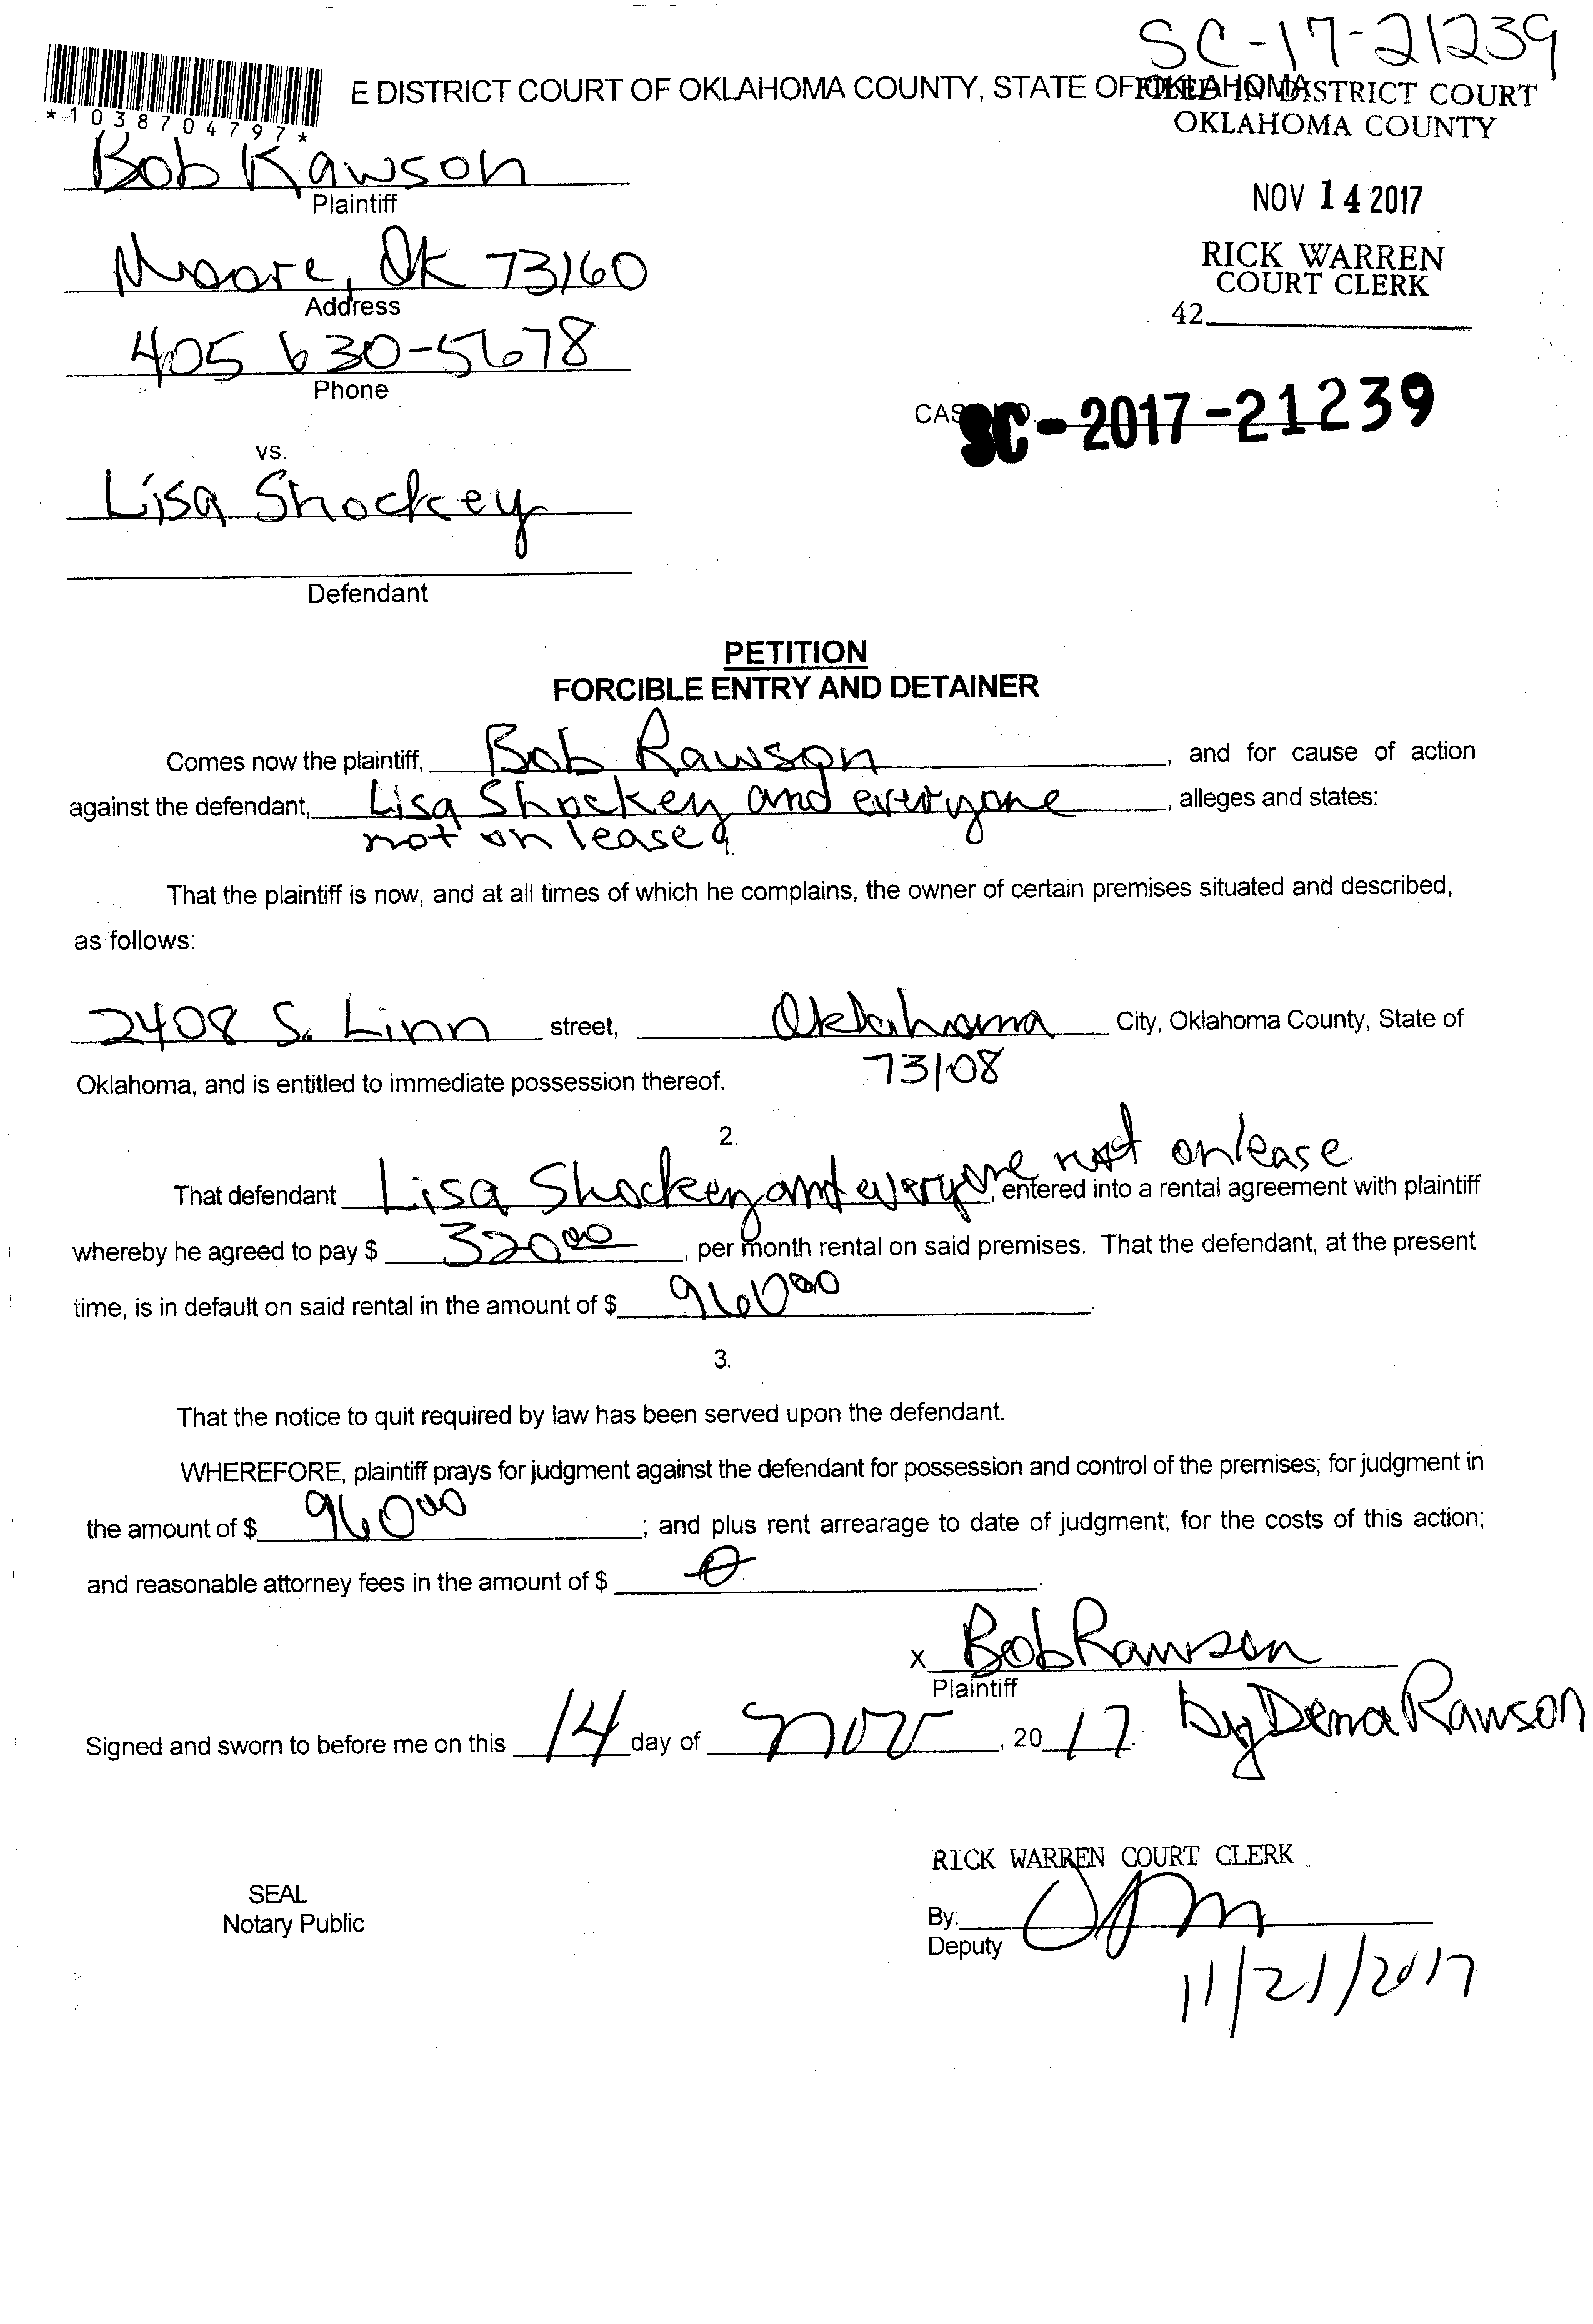 SC-17-21239
*1038704797*
E DISTRICT COURT OF OKLAHOMA COUNTY, STATE OF OKLAHOMA
FILED IN DISTRICT COURT
OKLAHOMA COUNTY
Bob Rawson
Plaintiff
NOV 14 2017
Moore, OK 73160
Address
RICK WARREN
COURT CLERK
42
405 630-5678
Phone
SC-2017-21239
vs.
Lisa Shockey
Defendant
PETITION
FORCIBLE ENTRY AND DETAINER
Comes now the plaintiff, Bob Rawson, and for cause of action
against the defendant, Lisa Shockey and everyone, alleges and states:
not on lease 1.
That the plaintiff is now, and at all times of which he complains, the owner of certain premises situated and described,
as follows:
2408 S. Linn street, Oklahoma City, Oklahoma County, State of
73108
Oklahoma, and is entitled to immediate possession thereof.
2.
That defendant Lisa Shockey and everyone not on lease, entered into a rental agreement with plaintiff
whereby he agreed to pay $ 320 00, per month rental on said premises. That the defendant, at the present
time, is in default on said rental in the amount of $ 960 00.
3.
That the notice to quit required by law has been served upon the defendant.
WHEREFORE, plaintiff prays for judgment against the defendant for possession and control of the premises; for judgment in
the amount of $ 960 00; and plus rent arrearage to date of judgment; for the costs of this action;
and reasonable attorney fees in the amount of $ 0.
x Bob Rawson
Plaintiff
by Dena Rawson
Signed and sworn to before me on this 14 day of Nov, 20 17.
RICK WARREN COURT CLERK
SEAL
Notary Public
By:
Deputy
11/21/2017